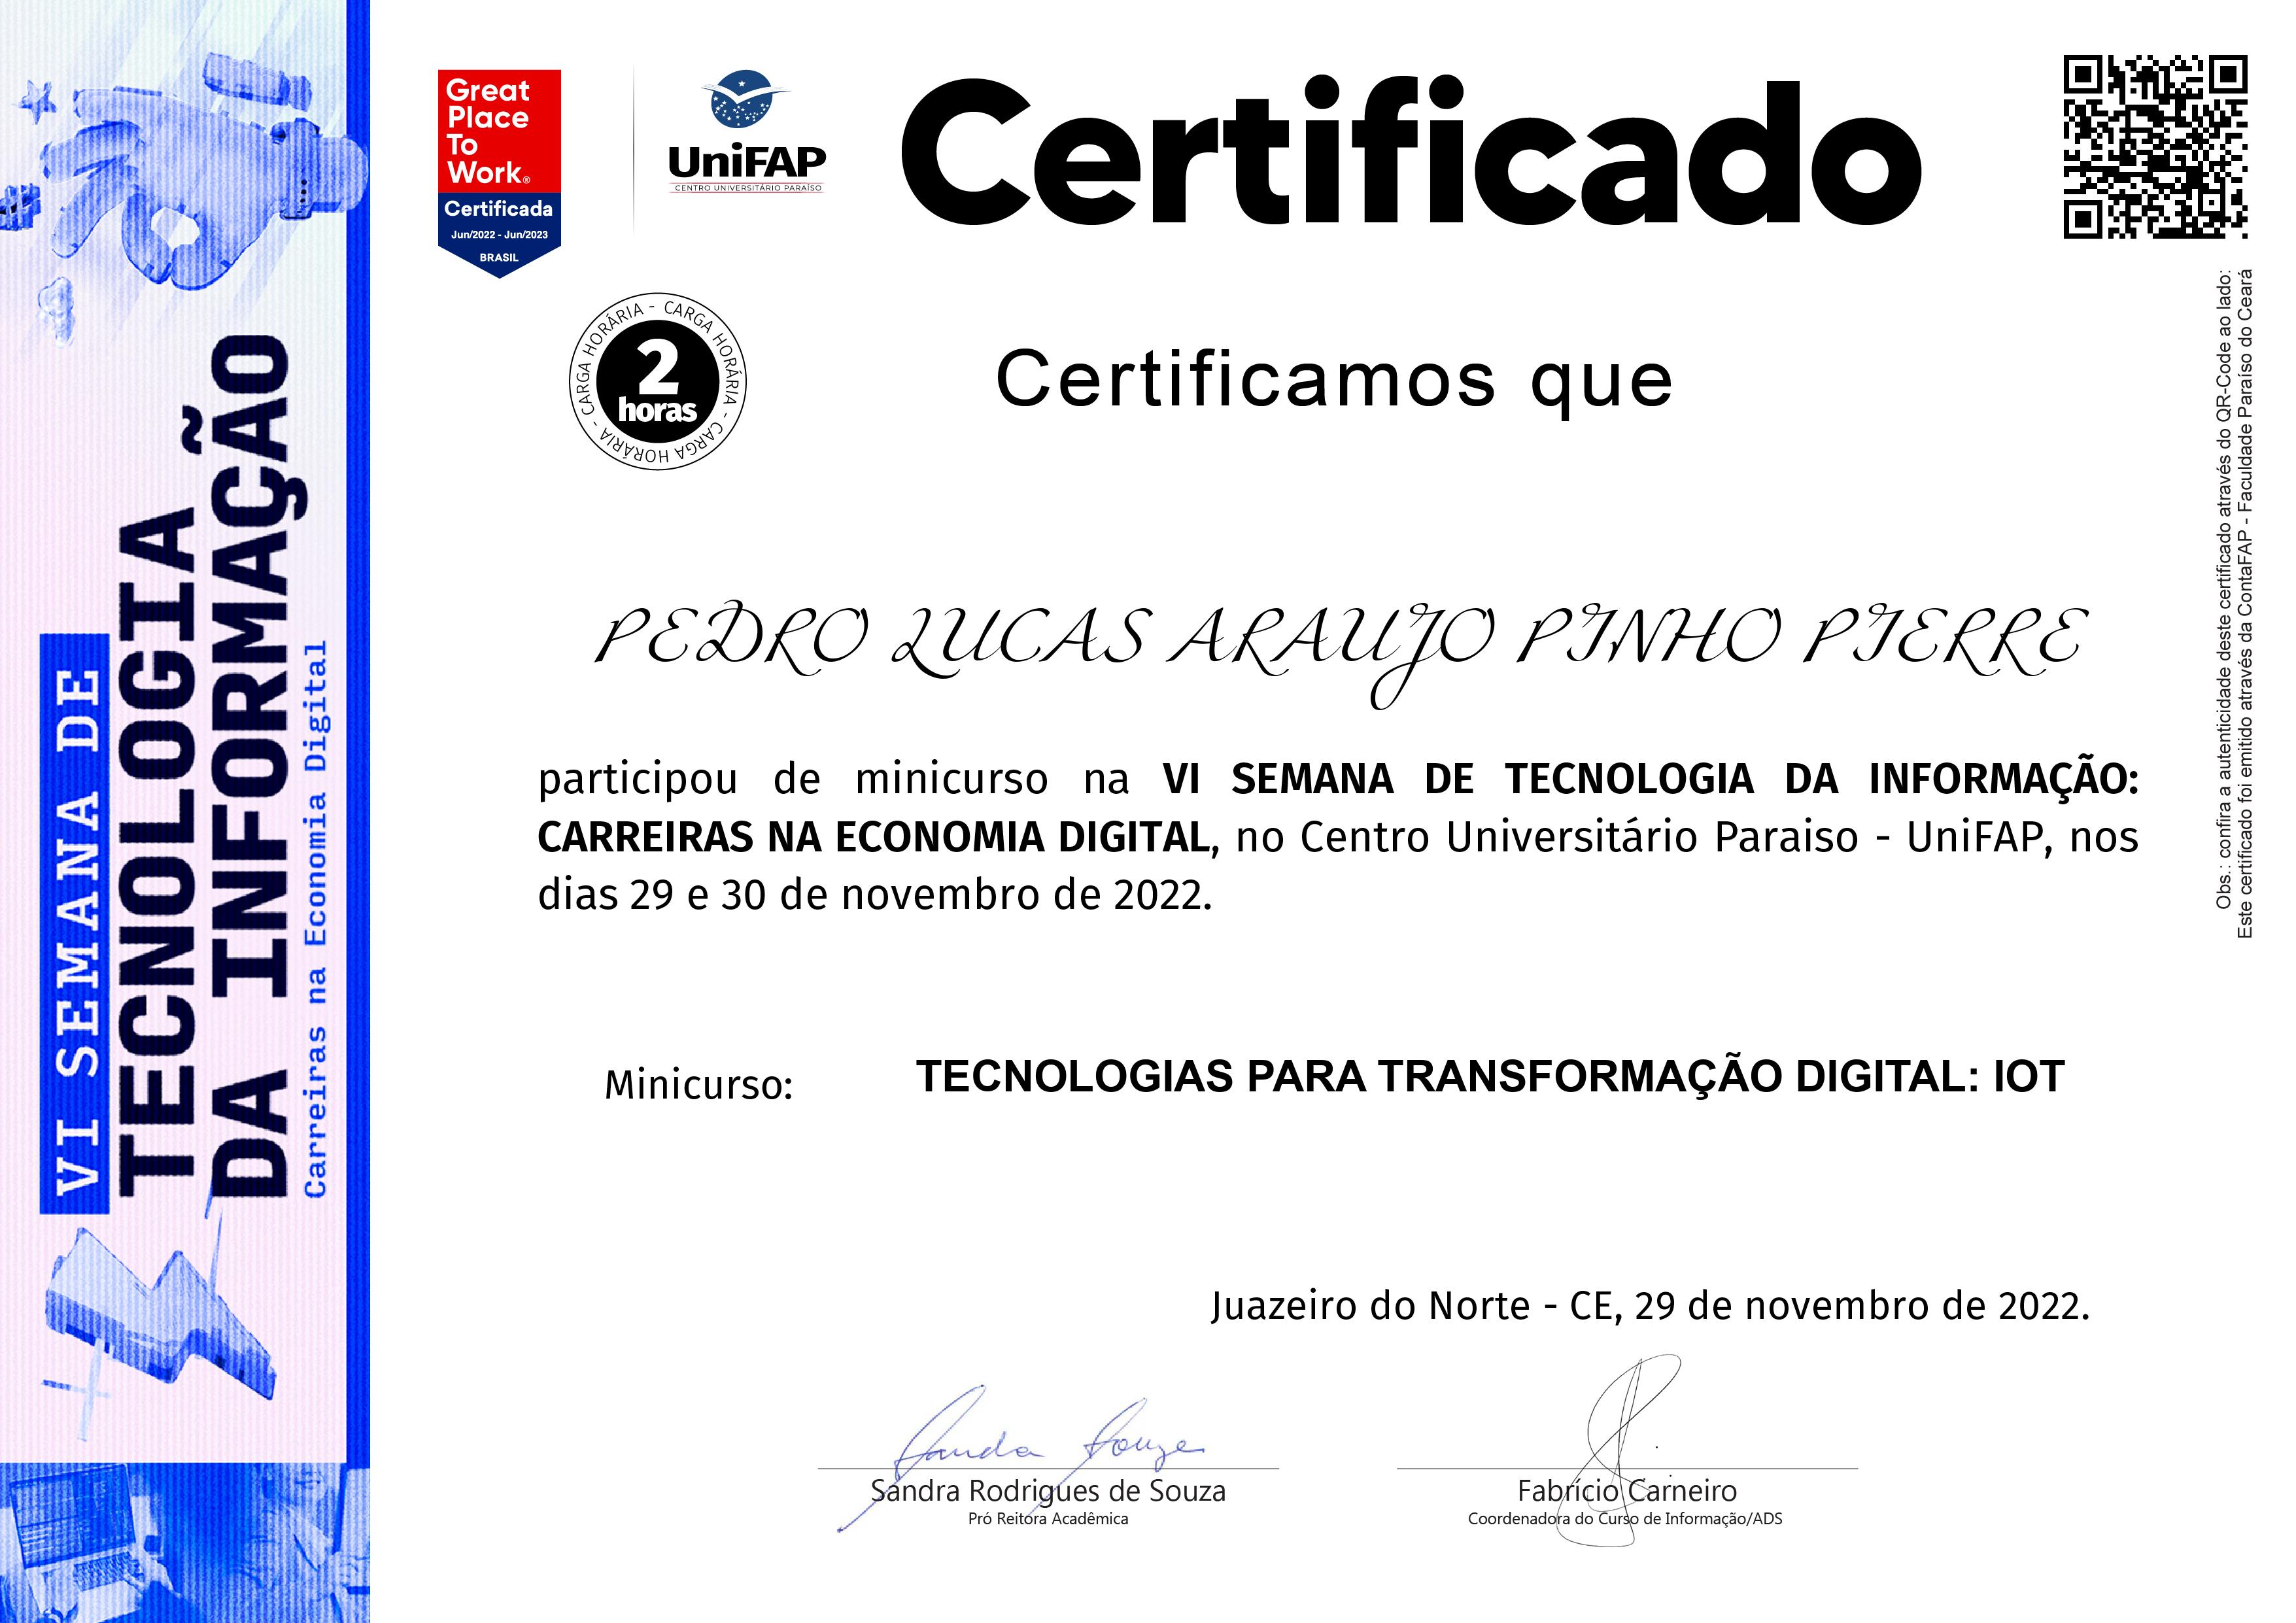 VI SEMANA DE
TECNOLOGIA
DA INFORMAÇÃO
Carreiras na Economia Digital
Great
Place
To
Work®
Certificada
Jun/2022 - Jun/2023
BRASIL
UniFAP
CENTRO UNIVERSITÁRIO PARAÍSO
Certificado
CARGA HORÁRIA - CARGA HORÁRIA - CARGA HORÁRIA -
2
horas
Certificamos que
PEDRO LUCAS ARAUJO PINHO PIERRE
participou de minicurso na VI SEMANA DE TECNOLOGIA DA INFORMAÇÃO:
CARREIRAS NA ECONOMIA DIGITAL, no Centro Universitário Paraiso - UniFAP, nos
dias 29 e 30 de novembro de 2022.
Minicurso: TECNOLOGIAS PARA TRANSFORMAÇÃO DIGITAL: IOT
Juazeiro do Norte - CE, 29 de novembro de 2022.
Sandra Souza
Sandra Rodrigues de Souza
Pró Reitora Acadêmica
Fabrício Carneiro
Coordenadora do Curso de Informação/ADS
Obs.: confira a autenticidade deste certificado através do QR-Code ao lado:
Este certificado foi emitido através da ContaFAP - Faculdade Paraíso do Ceará